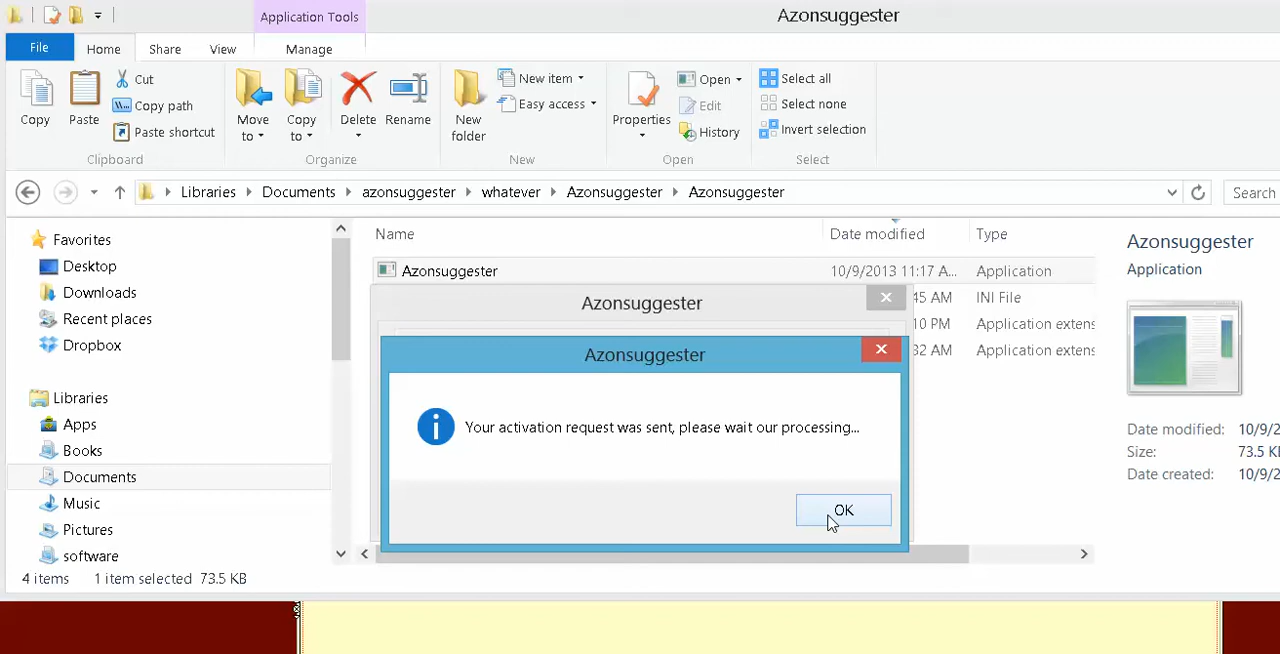 Application Tools
Azonsuggester
File
Home
Share
View
Manage
Copy
Paste
Cut
Copy path
Paste shortcut
Clipboard
Move to
Copy to
Delete
Rename
Organize
New folder
New item
Easy access
New
Properties
Open
Edit
History
Open
Select all
Select none
Invert selection
Select
Libraries
Documents
azonsuggester
whatever
Azonsuggester
Azonsuggester
Search
Favorites
Desktop
Downloads
Recent places
Dropbox
Libraries
Apps
Books
Documents
Music
Pictures
software
Name
Date modified
Type
Azonsuggester
10/9/2013 11:17 A...
Application
45 AM
INI File
10 PM
Application extens
32 AM
Application extens
Azonsuggester
Azonsuggester
Your activation request was sent, please wait our processing...
OK
Azonsuggester
Application
Date modified: 10/9/2
Size: 73.5 K
Date created: 10/9/2
4 items
1 item selected 73.5 KB